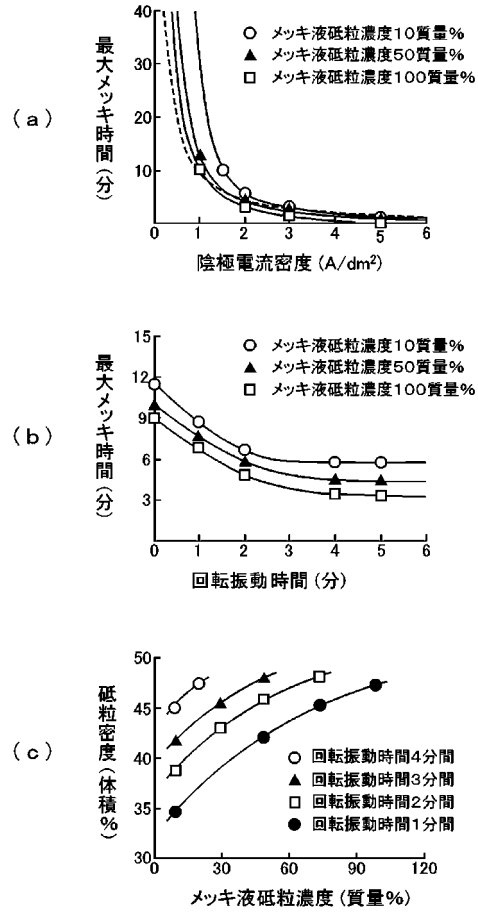 (a)
最大メッキ時間(分)
40
30
20
10
○ メッキ液砥粒濃度10質量%
▲ メッキ液砥粒濃度50質量%
□ メッキ液砥粒濃度100質量%
0 1 2 3 4 5 6
陰極電流密度(A/dm²)
(b)
最大メッキ時間(分)
15
12
9
6
3
○ メッキ液砥粒濃度10質量%
▲ メッキ液砥粒濃度50質量%
□ メッキ液砥粒濃度100質量%
0 1 2 3 4 5 6
回転振動時間(分)
(c)
砥粒密度(体積%)
50
45
40
35
30
○ 回転振動時間4分間
▲ 回転振動時間3分間
□ 回転振動時間2分間
● 回転振動時間1分間
0 30 60 90 120
メッキ液砥粒濃度(質量%)